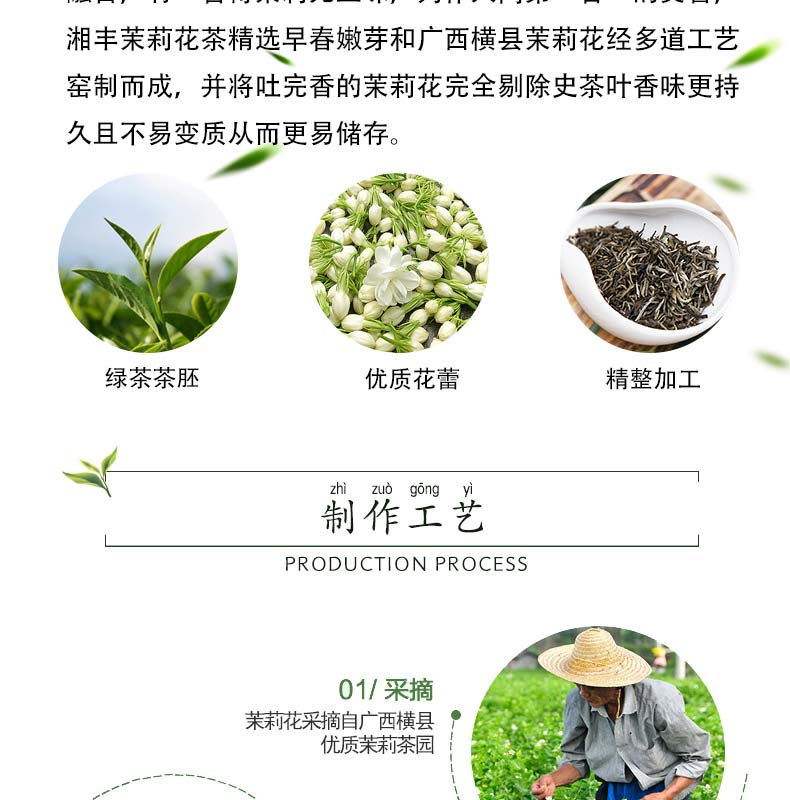 湘丰茉莉花茶精选早春嫩芽和广西横县茉莉花经多道工艺
窑制而成，并将吐完香的茉莉花完全剔除史茶叶香味更持
久且不易变质从而更易储存。
绿茶茶胚
优质花蕾
精整加工
zhì zuò gōng yì
制作工艺
PRODUCTION PROCESS
01/ 采摘
茉莉花采摘自广西横县
优质茉莉茶园